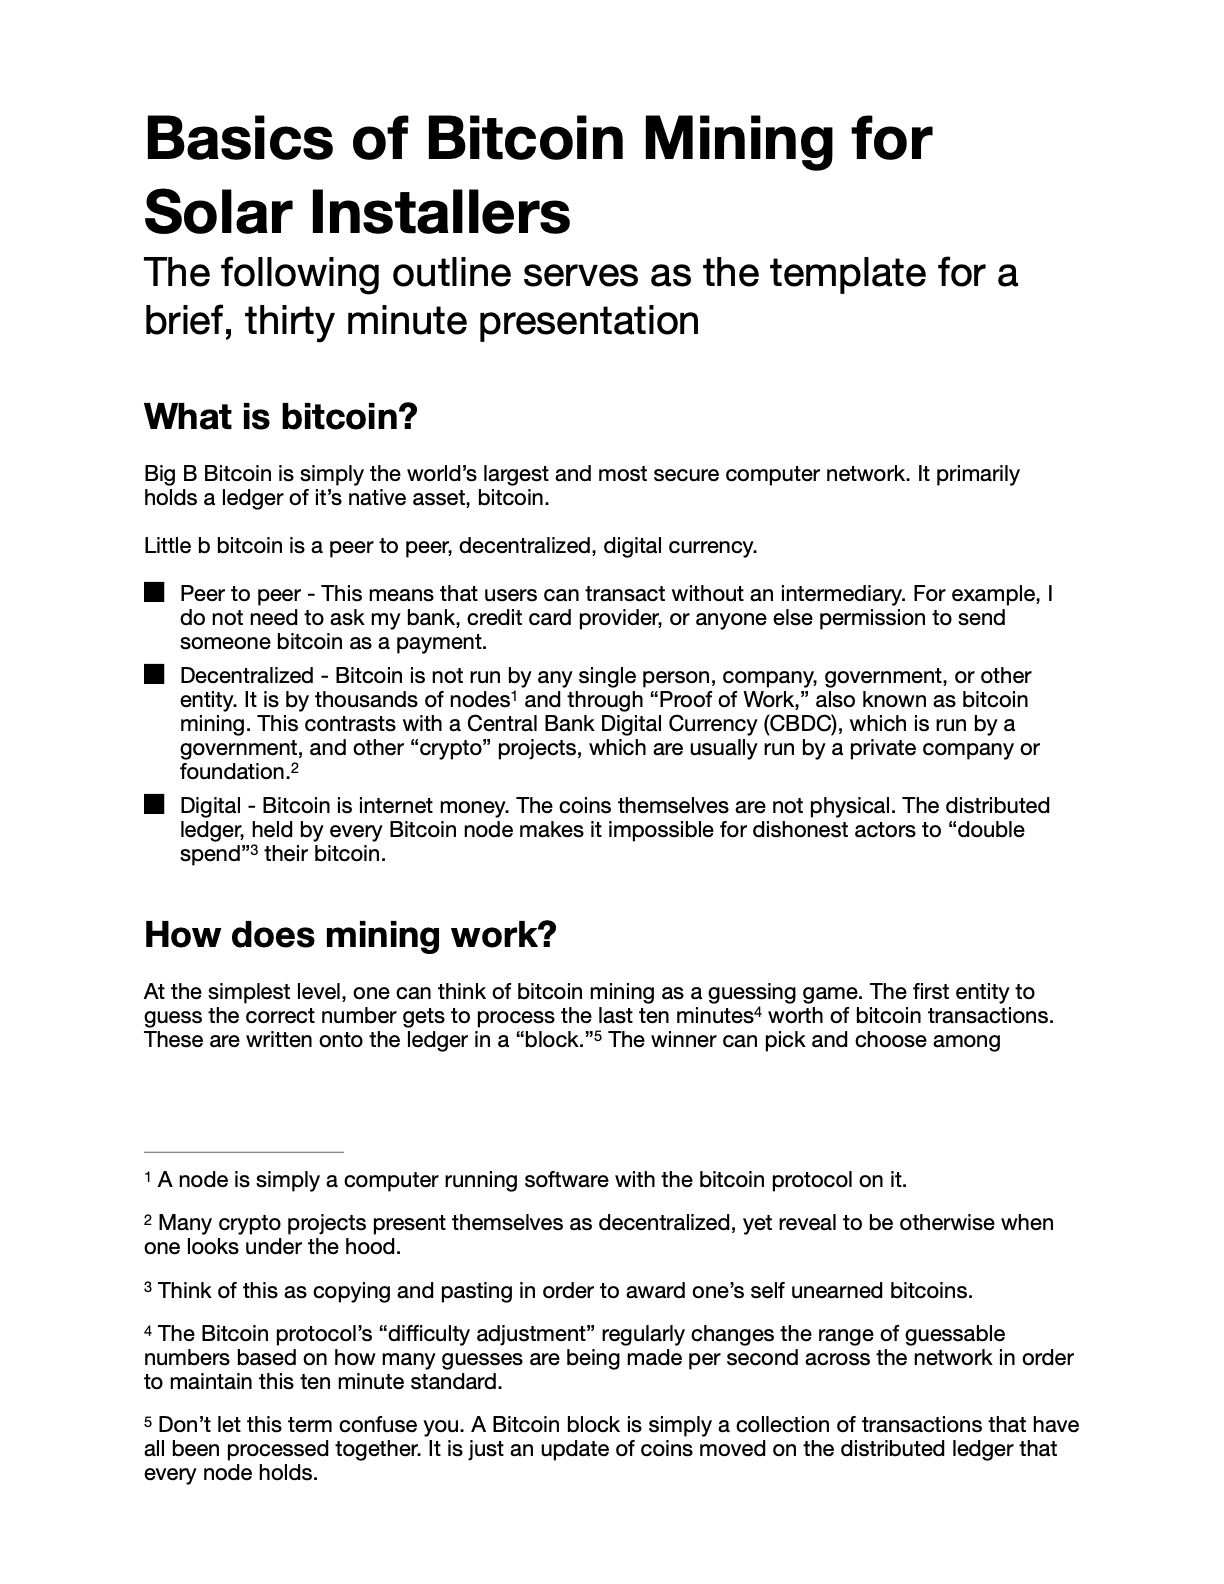 Basics of Bitcoin Mining for
Solar Installers
The following outline serves as the template for a
brief, thirty minute presentation
What is bitcoin?
Big B Bitcoin is simply the world’s largest and most secure computer network. It primarily
holds a ledger of it’s native asset, bitcoin.
Little b bitcoin is a peer to peer, decentralized, digital currency.
Peer to peer - This means that users can transact without an intermediary. For example, I
do not need to ask my bank, credit card provider, or anyone else permission to send
someone bitcoin as a payment.
Decentralized - Bitcoin is not run by any single person, company, government, or other
entity. It is by thousands of nodes¹ and through “Proof of Work,” also known as bitcoin
mining. This contrasts with a Central Bank Digital Currency (CBDC), which is run by a
government, and other “crypto” projects, which are usually run by a private company or
foundation.²
Digital - Bitcoin is internet money. The coins themselves are not physical. The distributed
ledger, held by every Bitcoin node makes it impossible for dishonest actors to “double
spend”³ their bitcoin.
How does mining work?
At the simplest level, one can think of bitcoin mining as a guessing game. The first entity to
guess the correct number gets to process the last ten minutes⁴ worth of bitcoin transactions.
These are written onto the ledger in a “block.”⁵ The winner can pick and choose among
¹ A node is simply a computer running software with the bitcoin protocol on it.
² Many crypto projects present themselves as decentralized, yet reveal to be otherwise when
one looks under the hood.
³ Think of this as copying and pasting in order to award one’s self unearned bitcoins.
⁴ The Bitcoin protocol’s “difficulty adjustment” regularly changes the range of guessable
numbers based on how many guesses are being made per second across the network in order
to maintain this ten minute standard.
⁵ Don’t let this term confuse you. A Bitcoin block is simply a collection of transactions that have
all been processed together. It is just an update of coins moved on the distributed ledger that
every node holds.